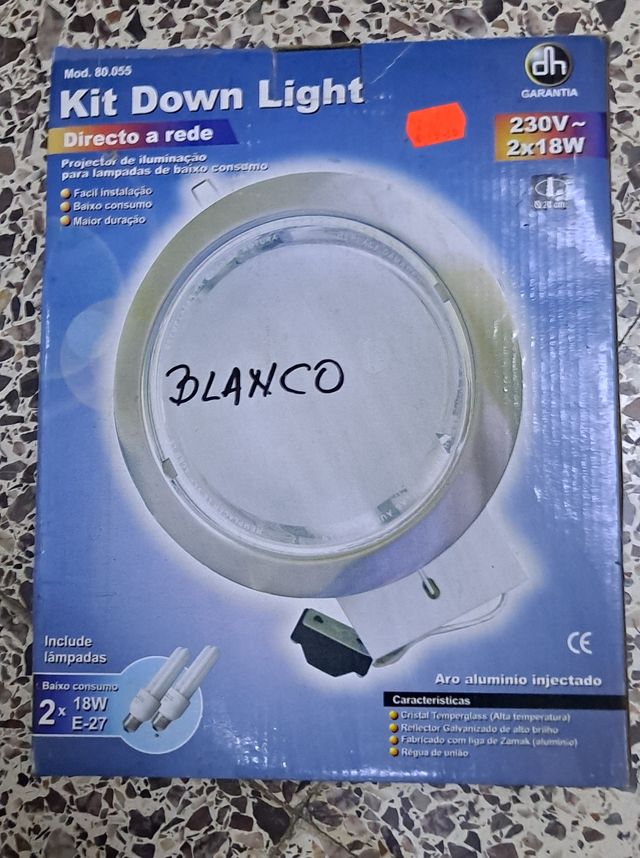 Mod. 80.055
Kit Down Light
Directo a rede
Projector de iluminação
para lampadas de baixo consumo
Facil instalação
Baixo consumo
Maior duração
dh
GARANTIA
230V~
2x18W
BLANCO
Include
lâmpadas
Baixo consumo
2x 18W
E-27
CE
Aro aluminio injectado
Características
Cristal Temperglass (Alta temperatura)
Reflector Galvanizado de alto brilho
Fabricado com liga de Zamak (aluminio)
Régua de união